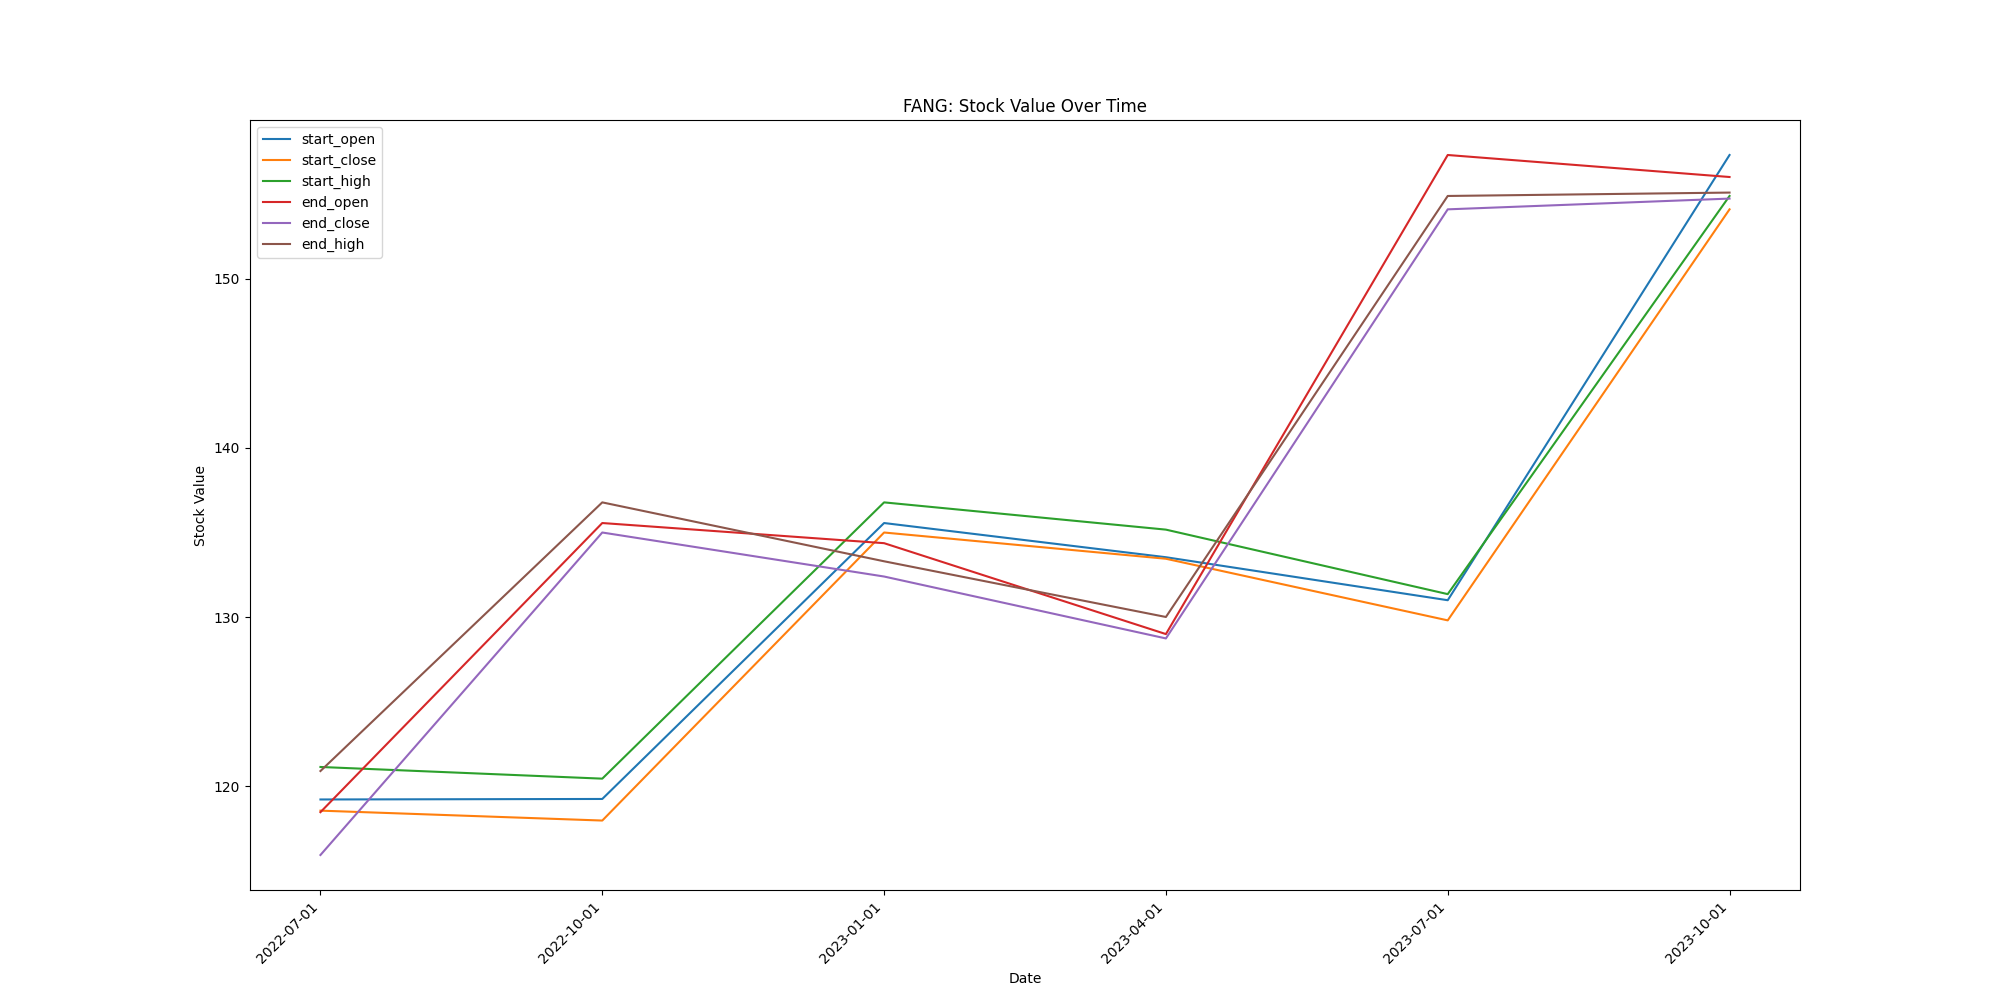 FANG: Stock Value Over Time
start_open
start_close
start_high
end_open
end_close
end_high
150
140
130
120
Stock Value
2022-07-01
2022-10-01
2023-01-01
2023-04-01
2023-07-01
2023-10-01
Date